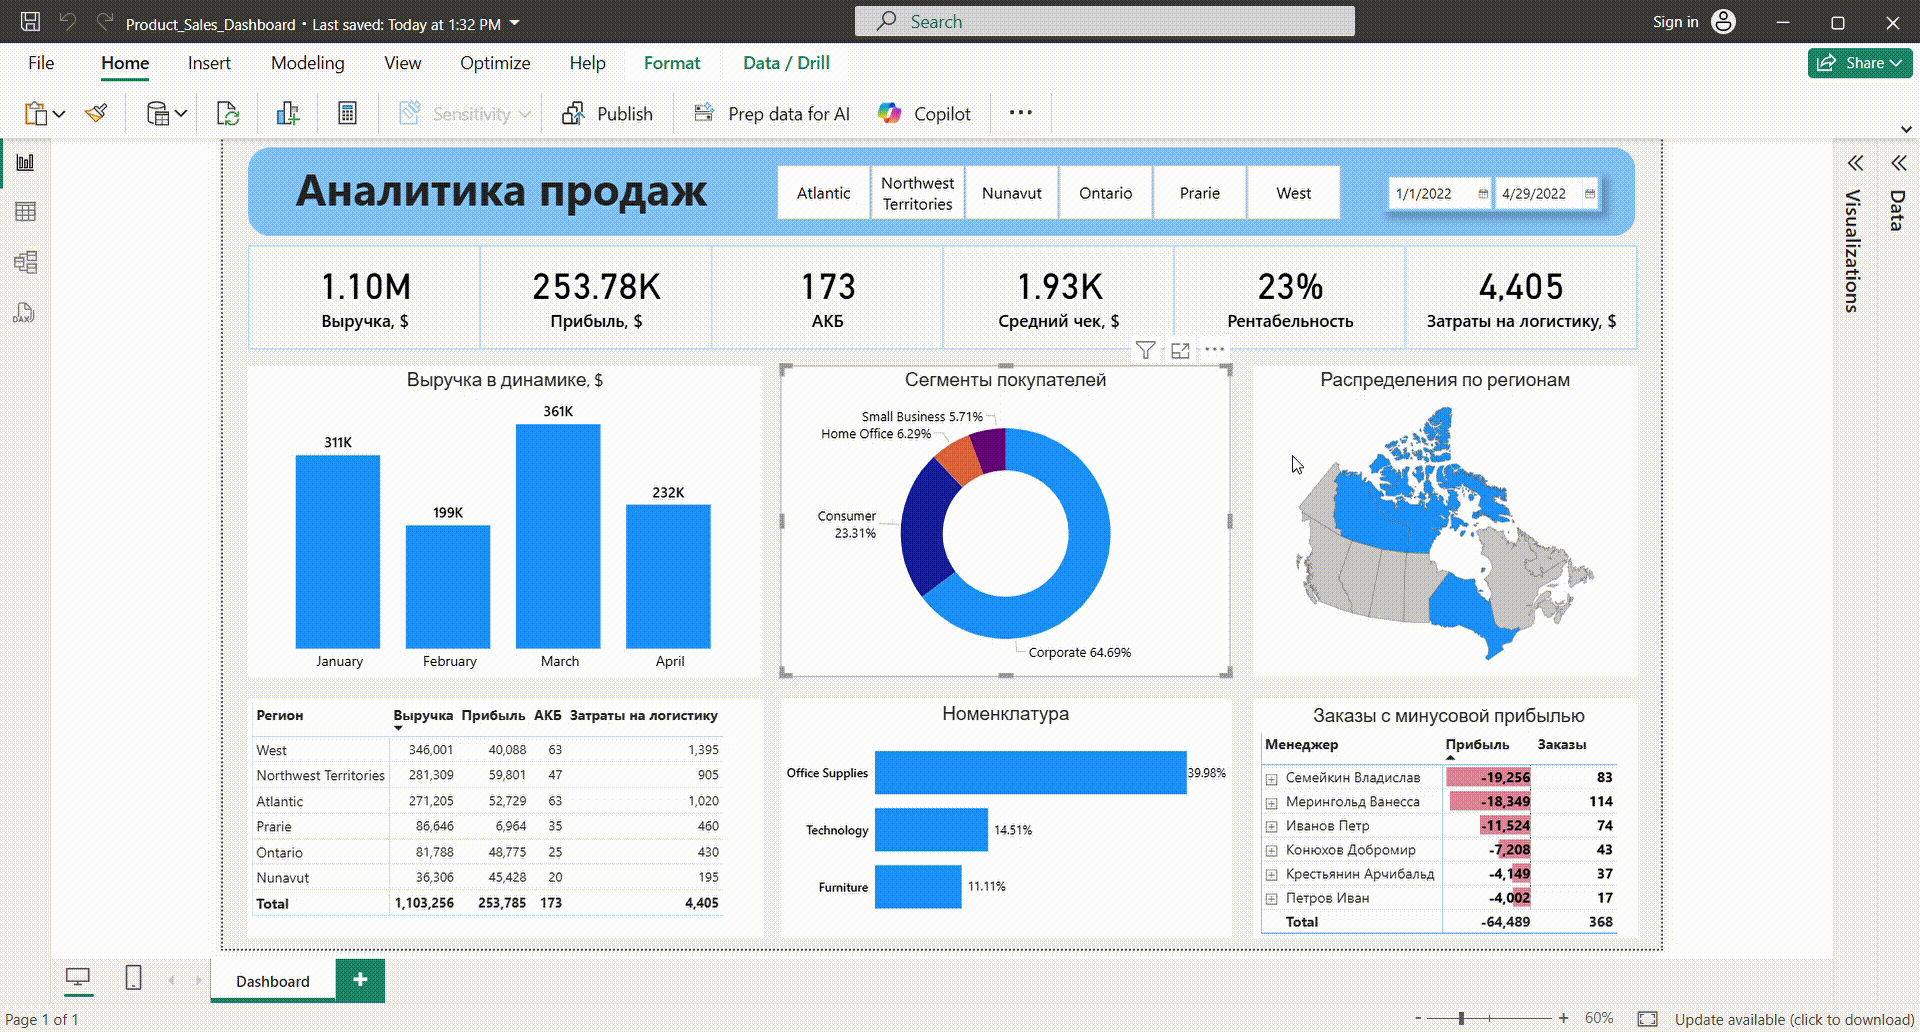 Product_Sales_Dashboard • Last saved: Today at 1:32 PM
Search
Sign in
File Home Insert Modeling View Optimize Help Format Data / Drill
Share
Sensitivity Publish Prep data for AI Copilot
Аналитика продаж
Atlantic
Northwest
Territories
Nunavut
Ontario
Prarie
West
1/1/2022 4/29/2022
Visualizations
Data
1.10M
Выручка, $
253.78K
Прибыль, $
173
АКБ
1.93K
Средний чек, $
23%
Рентабельность
4,405
Затраты на логистику, $
Выручка в динамике, $
311K
199K
361K
232K
January February March April
Сегменты покупателей
Small Business 5.71%
Home Office 6.29%
Consumer
23.31%
Corporate 64.69%
Распределения по регионам
Регион Выручка Прибыль АКБ Затраты на логистику
West 346,001 40,088 63 1,395
Northwest Territories 281,309 59,801 47 905
Atlantic 271,205 52,729 63 1,020
Prarie 86,646 6,964 35 460
Ontario 81,788 48,775 25 430
Nunavut 36,306 45,428 20 195
Total 1,103,256 253,785 173 4,405
Номенклатура
Office Supplies 39.98%
Technology 14.51%
Furniture 11.11%
Заказы с минусовой прибылью
Менеджер Прибыль Заказы
Семейкин Владислав -19,256 83
Мерингольд Ванесса -18,349 114
Иванов Петр -11,524 74
Конюхов Добромир -7,208 43
Крестьянин Арчибальд -4,149 37
Петров Иван -4,002 17
Total -64,489 368
DAX
Dashboard +
Page 1 of 1
- + 60%
Update available (click to download)